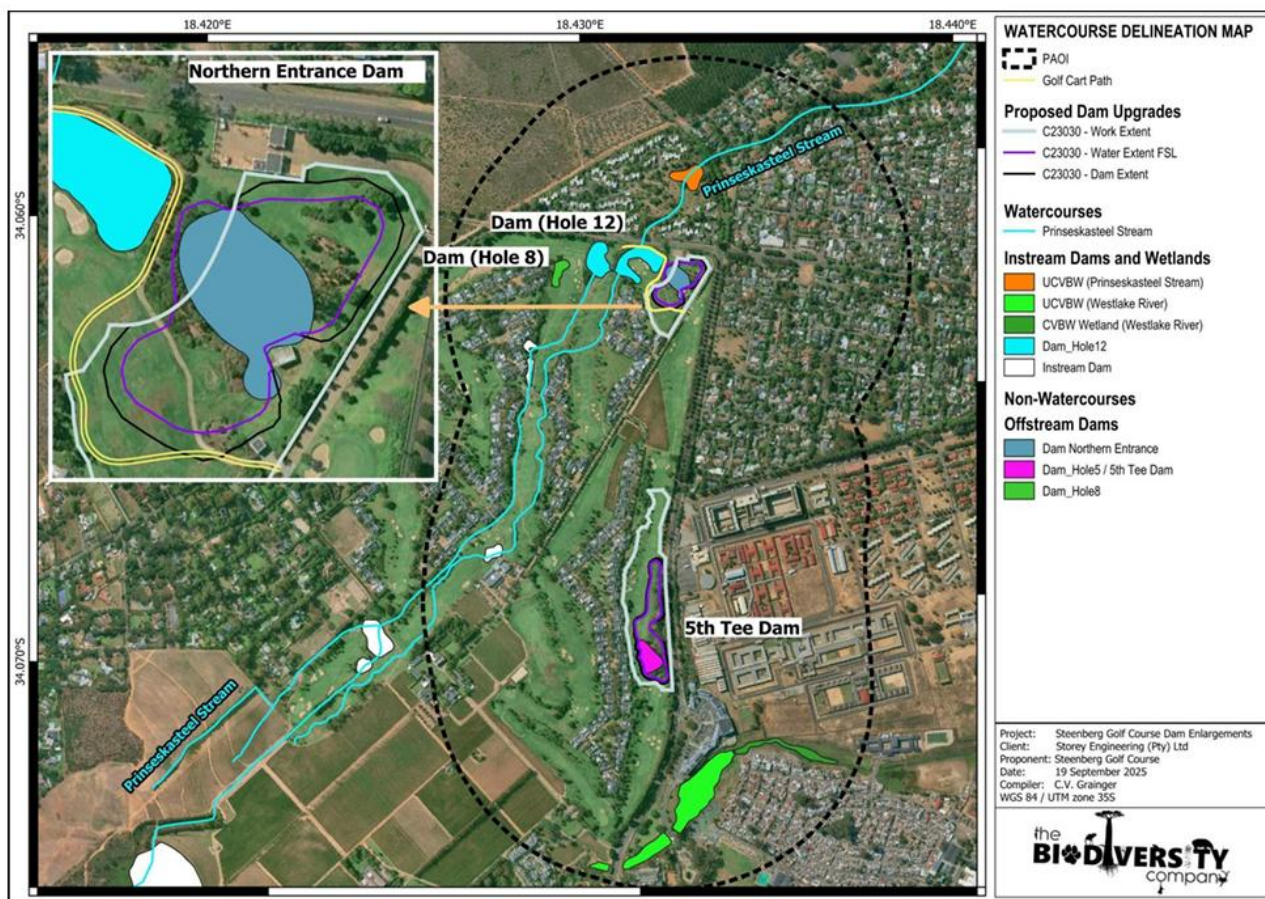 18.420°E
18.430°E
18.440°E
34.060°S
34.070°S
Northern Entrance Dam
Prinseskasteel Stream
Dam (Hole 12)
Dam (Hole 8)
5th Tee Dam
Prinseskasteel Stream
WATERCOURSE DELINEATION MAP
PAOI
Golf Cart Path
Proposed Dam Upgrades
C23030 - Work Extent
C23030 - Water Extent FSL
C23030 - Dam Extent
Watercourses
Prinseskasteel Stream
Instream Dams and Wetlands
UCVBW (Prinseskasteel Stream)
UCVBW (Westlake River)
CVBW Wetland (Westlake River)
Dam_Hole12
Instream Dam
Non-Watercourses
Offstream Dams
Dam Northern Entrance
Dam_Hole5 / 5th Tee Dam
Dam_Hole8
Project: Steenberg Golf Course Dam Enlargements
Client: Storey Engineering (Pty) Ltd
Proponent: Steenberg Golf Course
Date: 19 September 2025
Compiler: C.V. Grainger
WGS 84 / UTM zone 35S
the
BIODIVERSITY
company